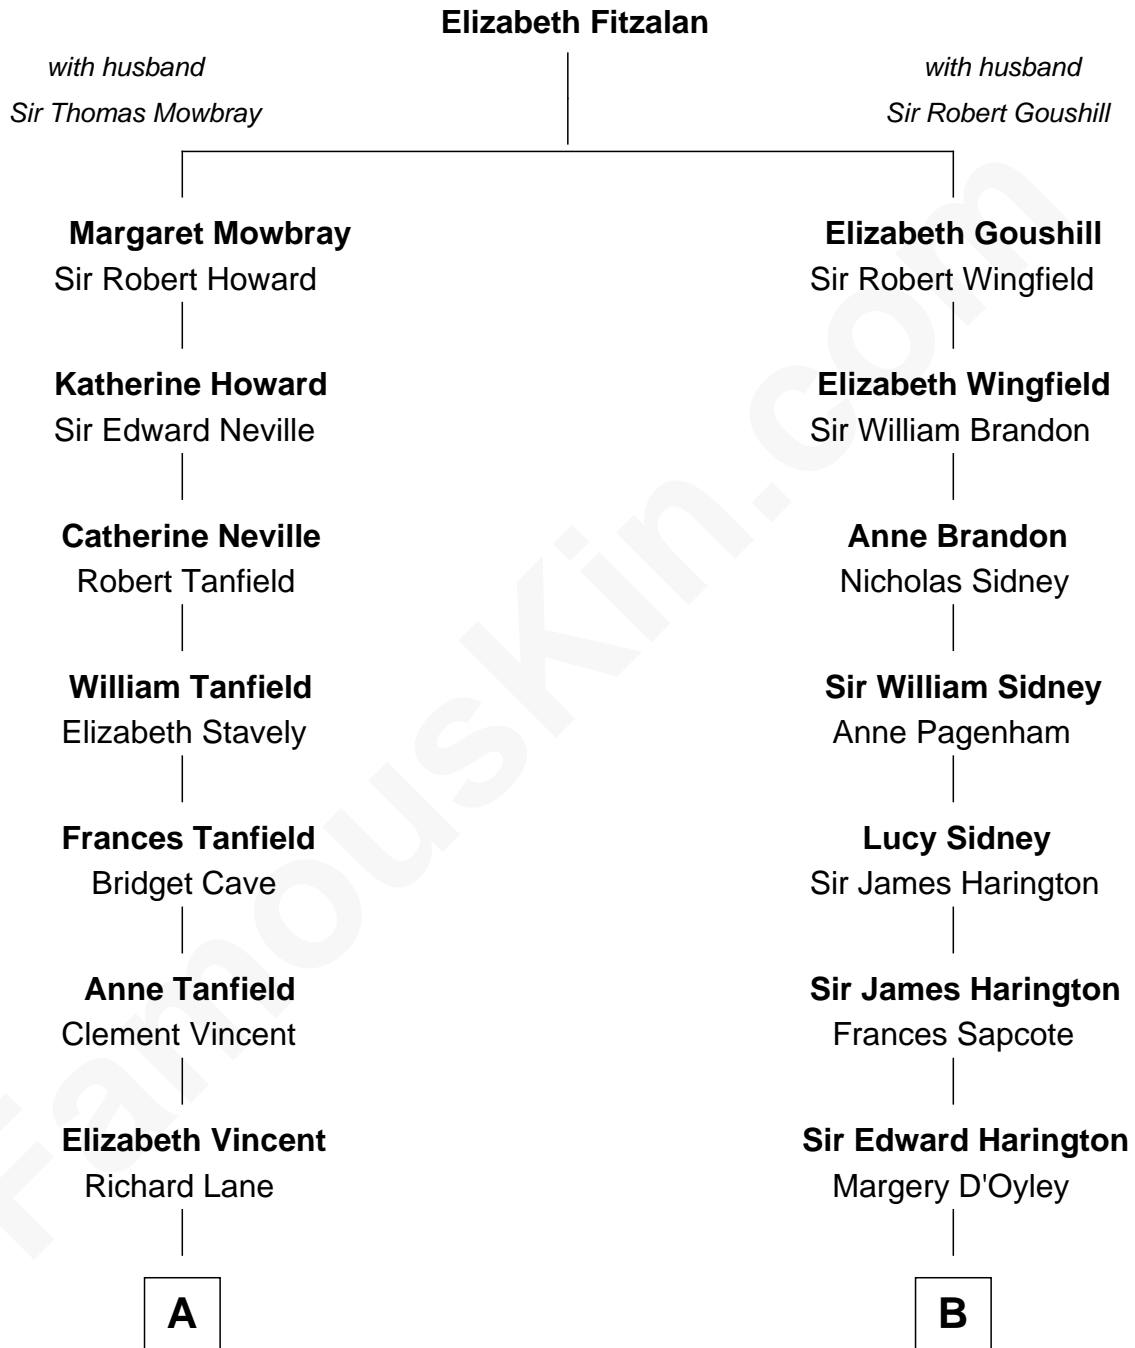 Elizabeth Fitzalan
with husband
Sir Thomas Mowbray
with husband
Sir Robert Goushill
Margaret Mowbray
Sir Robert Howard
Elizabeth Goushill
Sir Robert Wingfield
Katherine Howard
Sir Edward Neville
Elizabeth Wingfield
Sir William Brandon
Catherine Neville
Robert Tanfield
Anne Brandon
Nicholas Sidney
William Tanfield
Elizabeth Stavely
Sir William Sidney
Anne Pagenham
Frances Tanfield
Bridget Cave
Lucy Sidney
Sir James Harington
Anne Tanfield
Clement Vincent
Sir James Harington
Frances Sapcote
Elizabeth Vincent
Richard Lane
Sir Edward Harington
Margery D'Oyley
A
B
FamousKin.com